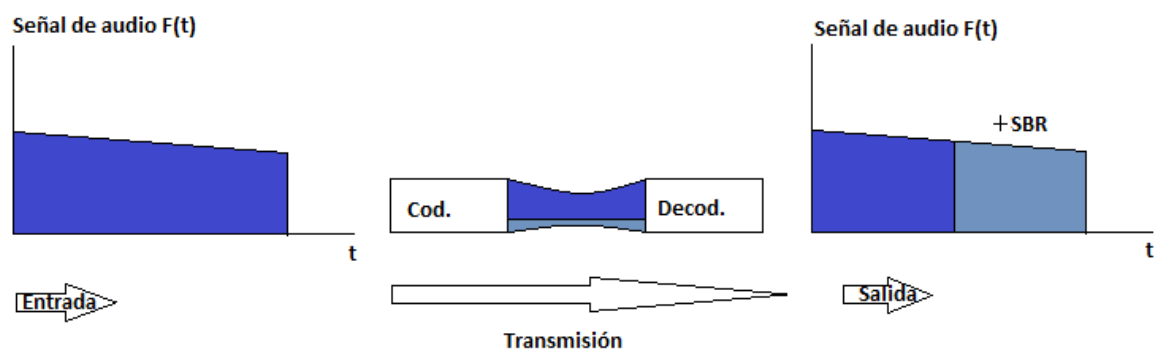 Señal de audio F(t)
t
Entrada
Cod.
Decod.
Transmisión
Señal de audio F(t)
+SBR
t
Salida